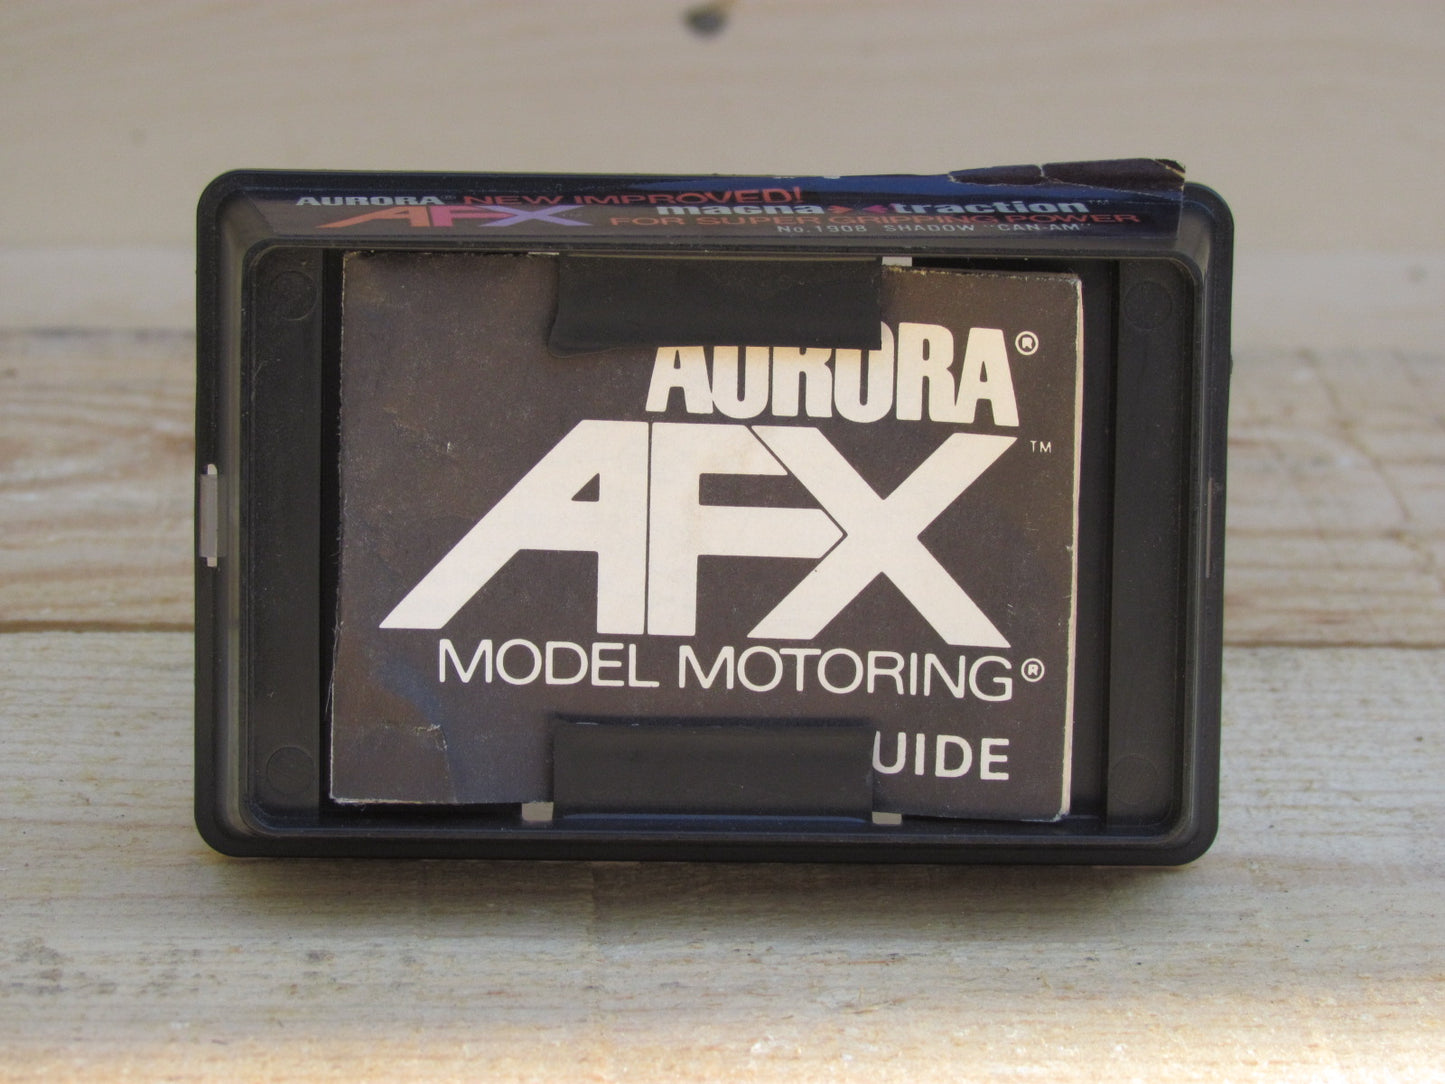 AURORA® NEW IMPROVED!
AFX magna traction™
FOR SUPER GRIPPING POWER
No.1908 SHADOW "CAN-AM"
AURORA®
AFX™
MODEL MOTORING®
UIDE